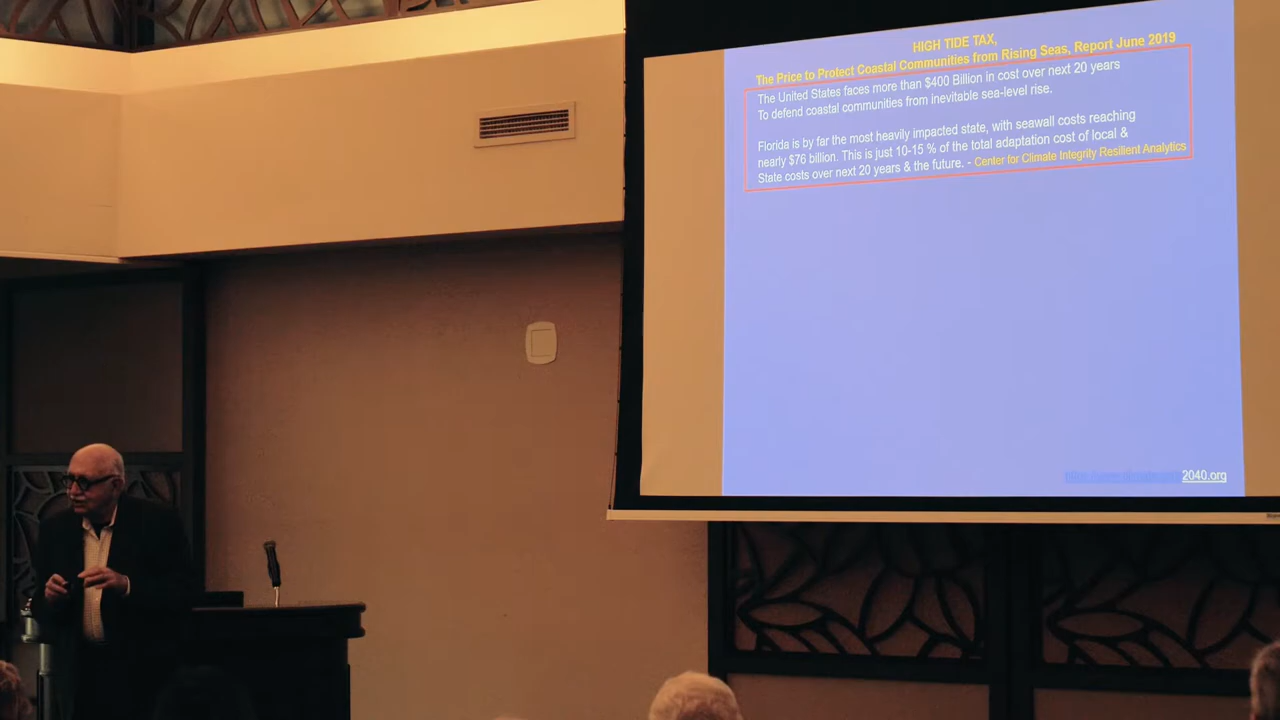 HIGH TIDE TAX,
The Price to Protect Coastal Communities from Rising Seas, Report June 2019
The United States faces more than $400 Billion in cost over next 20 years
To defend coastal communities from inevitable sea-level rise.
Florida is by far the most heavily impacted state, with seawall costs reaching
nearly $76 billion. This is just 10-15 % of the total adaptation cost of local &
State costs over next 20 years & the future. - Center for Climate Integrity Resilient Analytics
2040.org